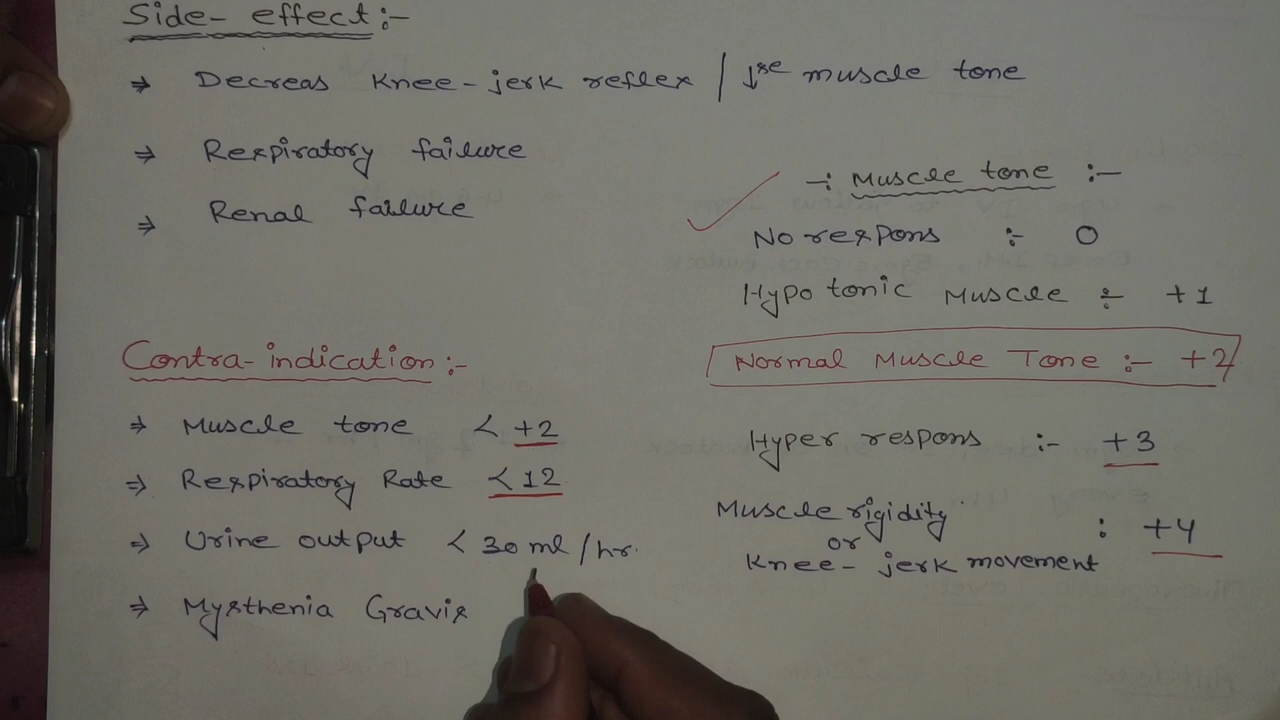 Side- effect :-
⇒ Decreas Knee-jerk reflex / ↓se muscle tone
⇒ Respiratory failure
⇒ Renal failure
-: Muscle tone :-
No respons :- 0
Hypo tonic Muscle :- +1
Normal Muscle Tone :- +2
Hyper respons :- +3
Muscle rigidity
or
Knee- jerk movement : +4
Contra-indication :-
⇒ Muscle tone < +2
⇒ Respiratory Rate < 12
⇒ Urine output < 30 ml / hr.
⇒ Mysthenia Gravis